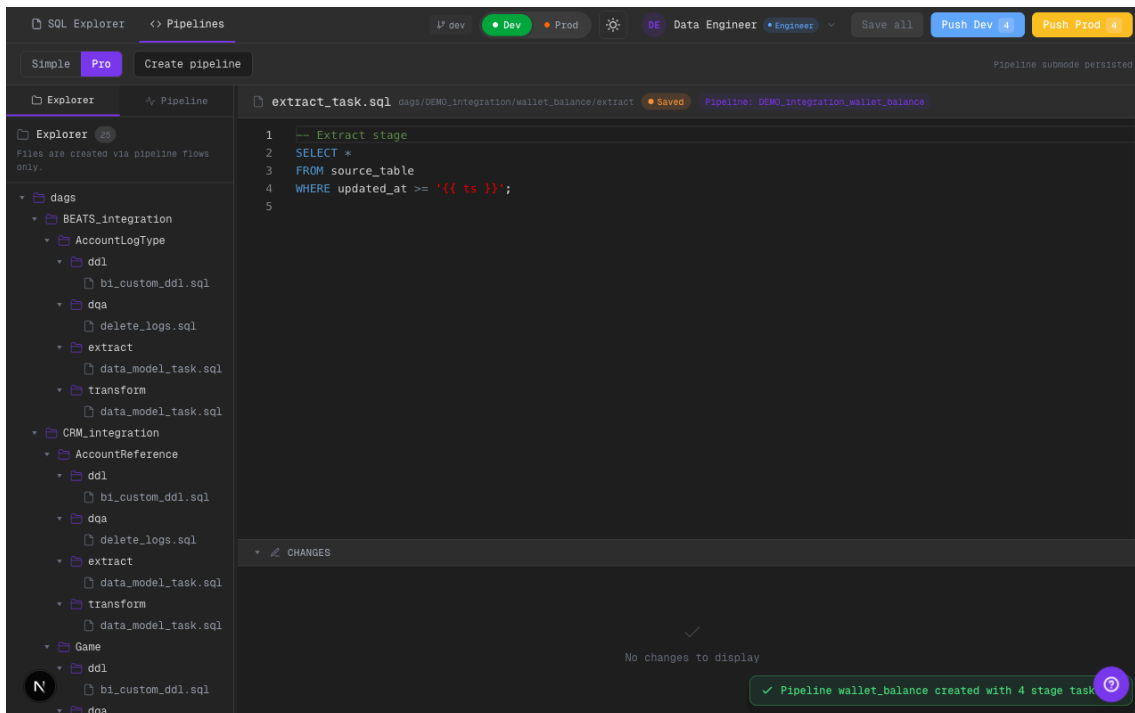 SQL Explorer
<> Pipelines
dev
Dev
Prod
DE
Data Engineer
Engineer
Save all
Push Dev 4
Push Prod 4
Simple
Pro
Create pipeline
Pipeline submode persisted
Explorer
Pipeline
extract_task.sql
dags/DEMO_integration/wallet_balance/extract
Saved
Pipeline: DEMO_integration_wallet_balance
Explorer 25
Files are created via pipeline flows
only.
dags
BEATS_integration
AccountLogType
ddl
bi_custom_ddl.sql
dqa
delete_logs.sql
extract
data_model_task.sql
transform
data_model_task.sql
CRM_integration
AccountReference
ddl
bi_custom_ddl.sql
dqa
delete_logs.sql
extract
data_model_task.sql
transform
data_model_task.sql
Game
ddl
bi_custom_ddl.sql
dqa
1 -- Extract stage
2 SELECT *
3 FROM source_table
4 WHERE updated_at >= '{{ ts }}';
5
CHANGES
No changes to display
Pipeline wallet_balance created with 4 stage task
N
?